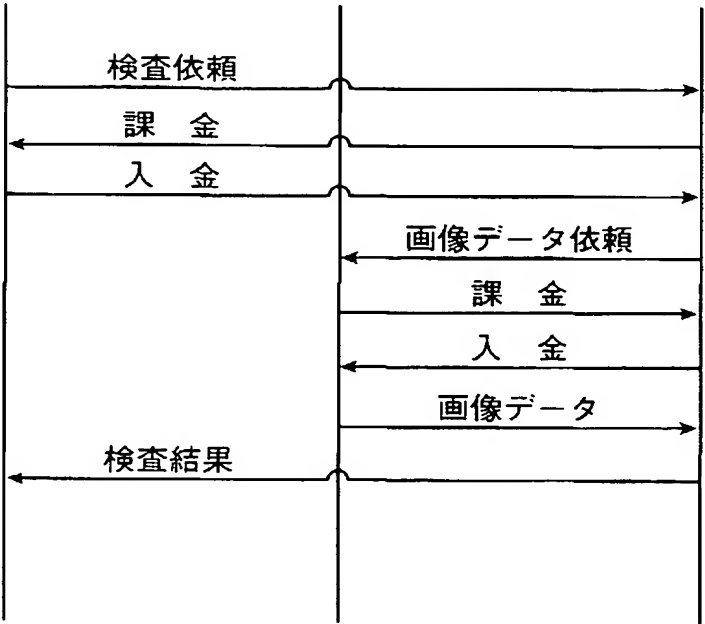 検査依頼
課　金
入　金
画像データ依頼
課　金
入　金
画像データ
検査結果